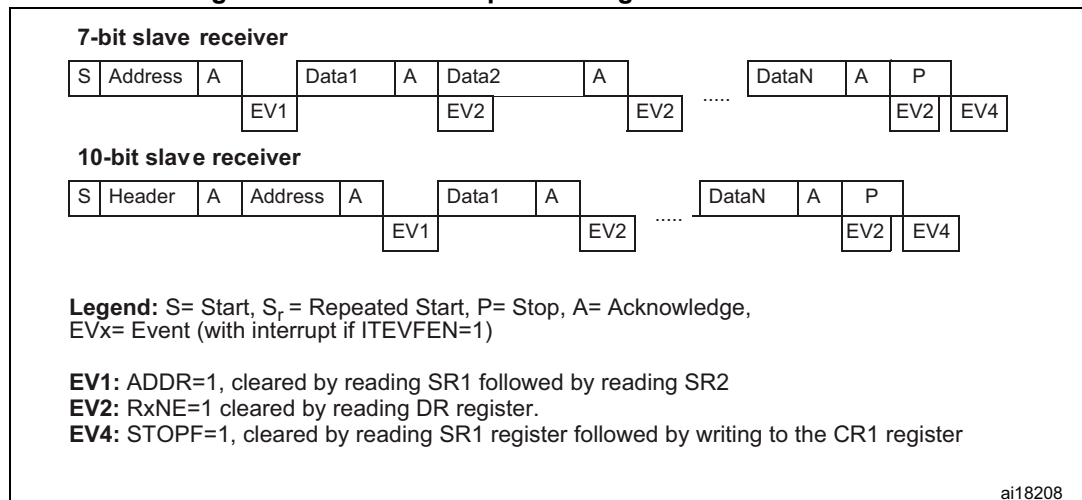 7-bit slave receiver
S Address A Data1 A Data2 A ..... DataN A P
EV1 EV2 EV2 EV2 EV4
10-bit slave receiver
S Header A Address A Data1 A ..... DataN A P
EV1 EV2 EV2 EV4
Legend: S= Start, Sr = Repeated Start, P= Stop, A= Acknowledge,
EVx= Event (with interrupt if ITEVFEN=1)
EV1: ADDR=1, cleared by reading SR1 followed by reading SR2
EV2: RxNE=1 cleared by reading DR register.
EV4: STOPF=1, cleared by reading SR1 register followed by writing to the CR1 register
ai18208